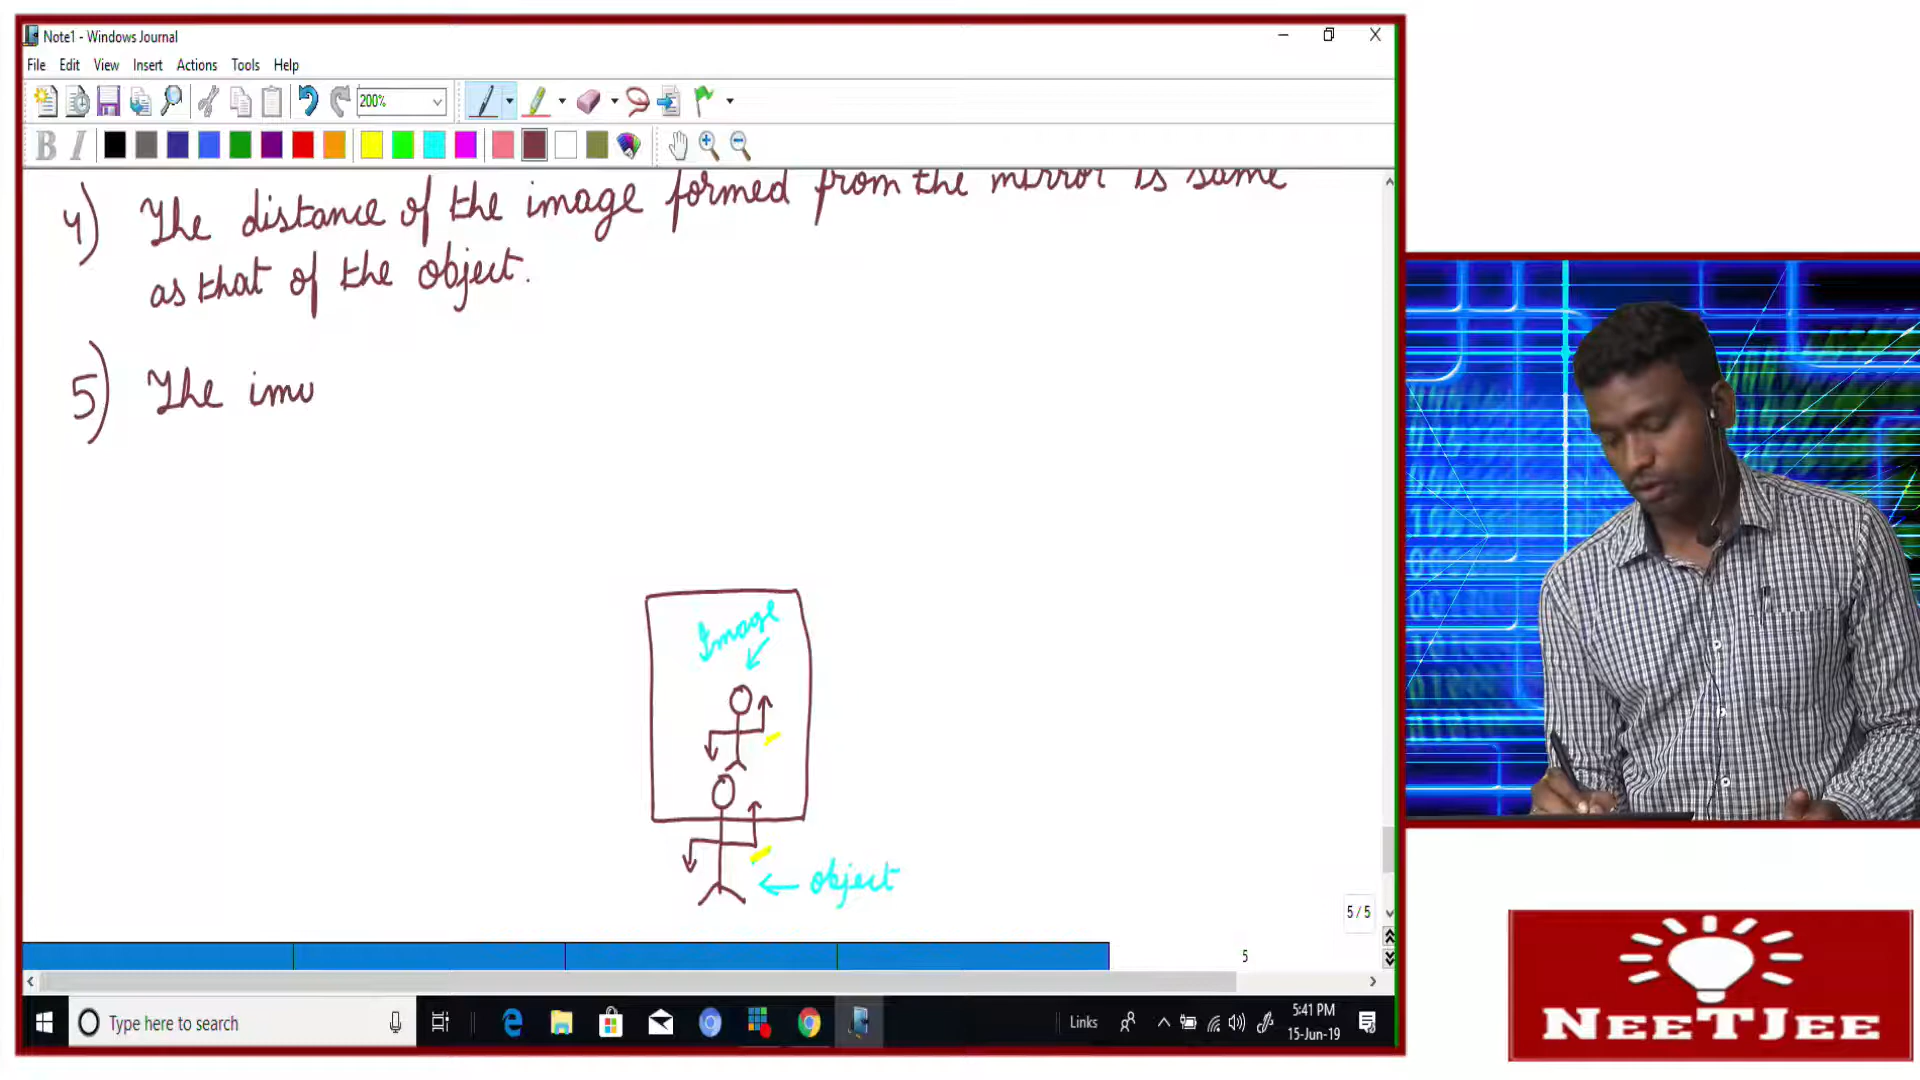 Note1 - Windows Journal
File Edit View Insert Actions Tools Help
200%
B I
4) The distance of the image formed from the mirror is same
as that of the object.
5) The ima
Image
object
5 / 5
5
Type here to search
Links
5:41 PM
15-Jun-19
NEETJEE